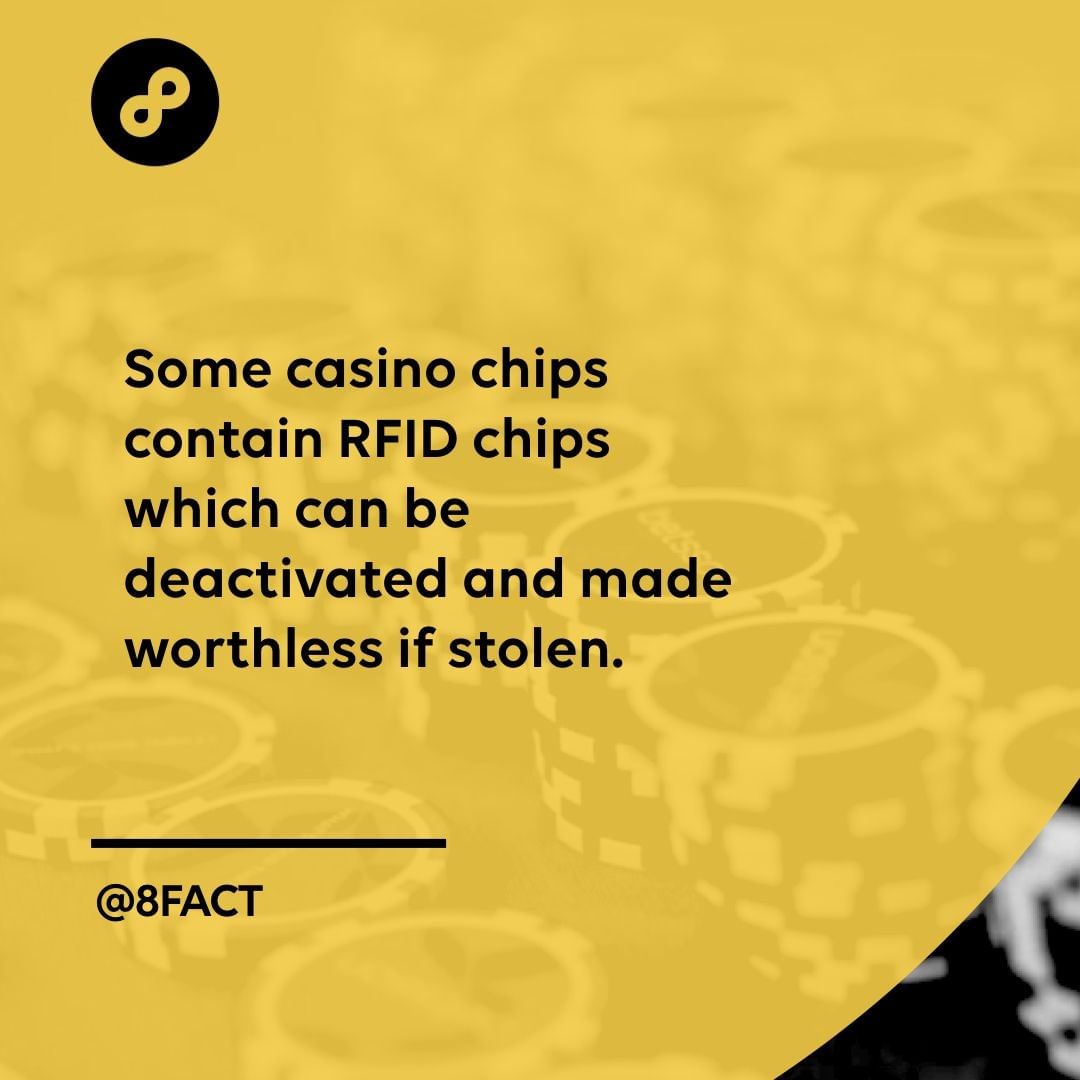 Some casino chips
contain RFID chips
which can be
deactivated and made
worthless if stolen.
@8FACT